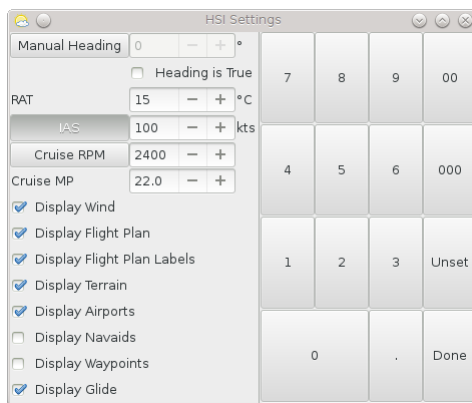 HSI Settings
Manual Heading 0 − + °
Heading is True
RAT 15 − + °C
IAS 100 − + kts
Cruise RPM 2400 − +
Cruise MP 22.0 − +
Display Wind
Display Flight Plan
Display Flight Plan Labels
Display Terrain
Display Airports
Display Navaids
Display Waypoints
Display Glide
7 8 9 00
4 5 6 000
1 2 3 Unset
0 . Done